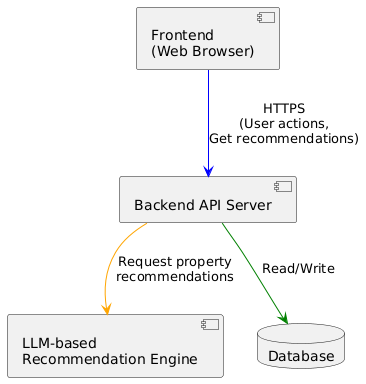 Frontend
(Web Browser)
HTTPS
(User actions,
Get recommendations)
Backend API Server
Request property
recommendations
Read/Write
LLM-based
Recommendation Engine
Database